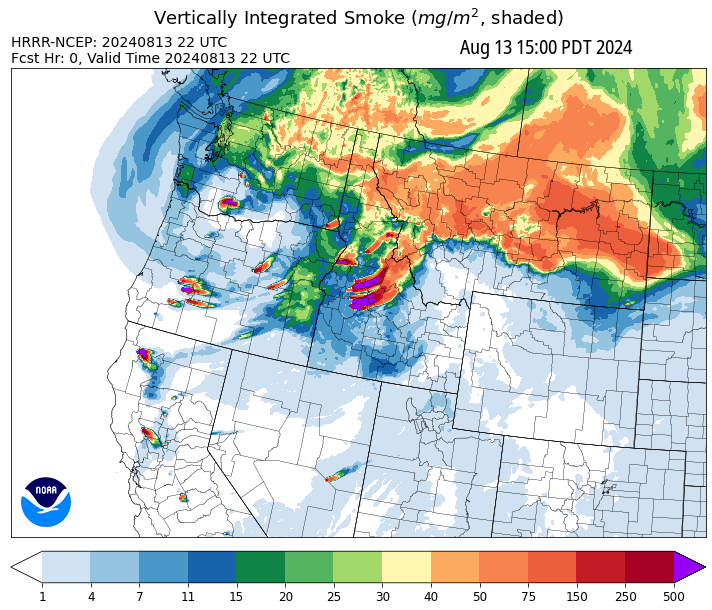 Vertically Integrated Smoke (mg/m², shaded)
HRRR-NCEP: 20240813 22 UTC
Aug 13 15:00 PDT 2024
Fcst Hr: 0, Valid Time 20240813 22 UTC
NOAA
1 4 7 11 15 20 25 30 40 50 75 150 250 500